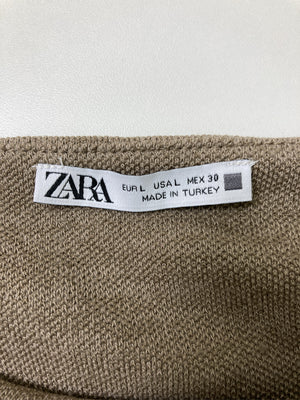 ZARA
EUR L USA L MEX 30
MADE IN TURKEY